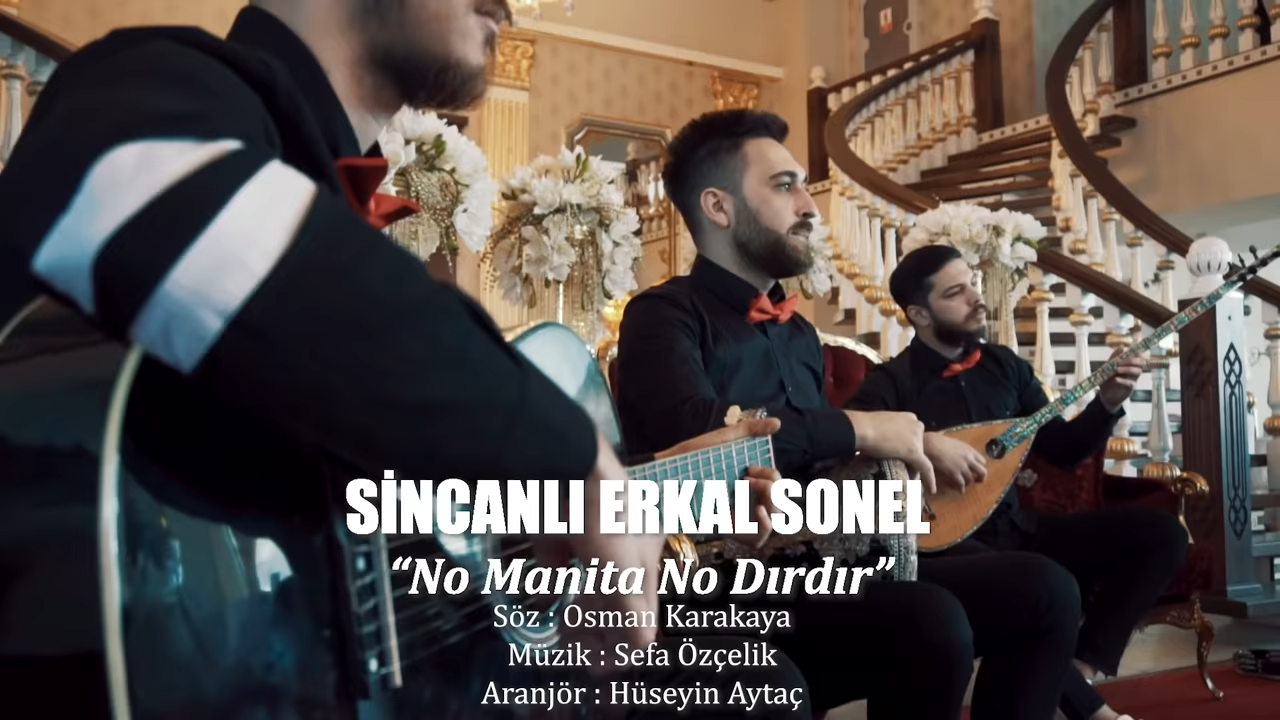 SİNCANLI ERKAL SONEL
“No Manita No Dırdır”
Söz : Osman Karakaya
Müzik : Sefa Özçelik
Aranjör : Hüseyin Aytaç